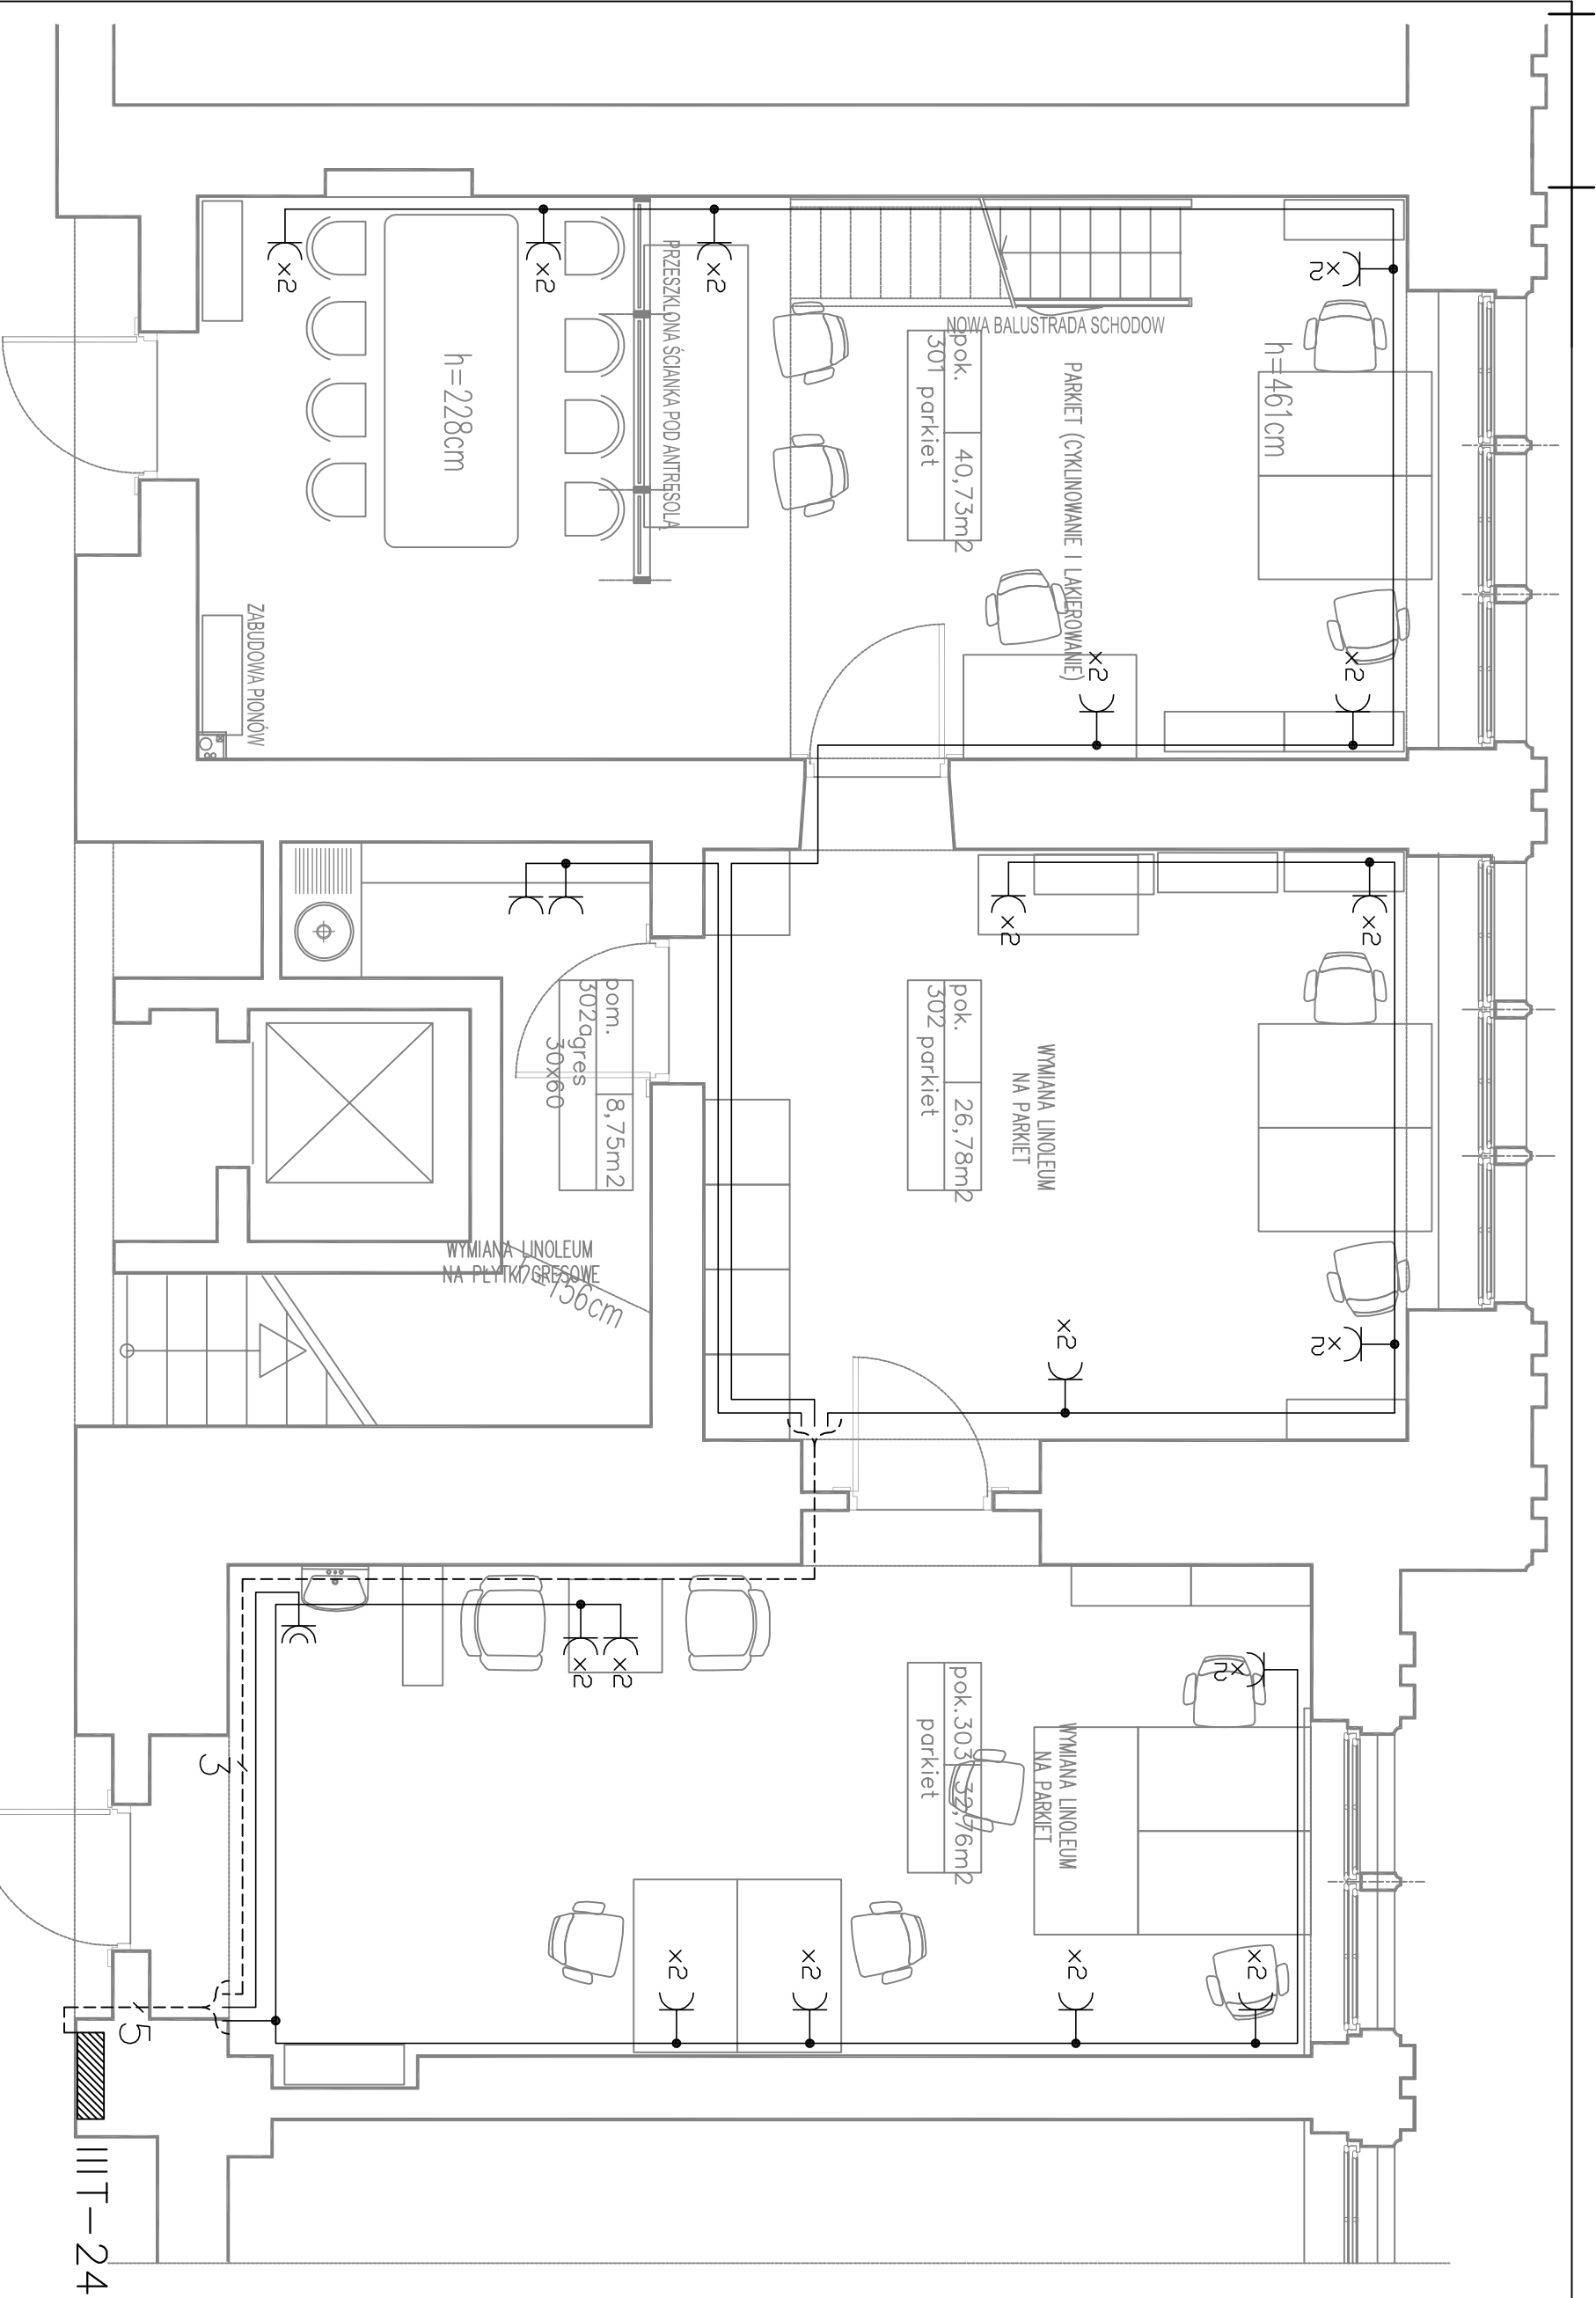 x2
x2
x2
x2
PRZESZKLONA ŚCIANKA POD ANTRESOLĄ
NOWA BALUSTRADA SCHODOW
h=461cm
h=228cm
pok.
301
40,73m2
parkiet
PARKIET (CYKLINOWANIE I LAKIEROWANIE)
ZABUDOWA PIONÓW
x2
x2
x2
x2
pok.
302
26,78m2
parkiet
WYMIANA LINOLEUM
NA PARKIET
pom.
302a
8,75m2
gres
30x60
WYMIANA LINOLEUM
NA PŁYTKI GRESOWE
x2
x2
x2
x2
x2
pok.303
32,76m2
parkiet
WYMIANA LINOLEUM
NA PARKIET
3
x2
x2
x2
x2
5
IIIT-24